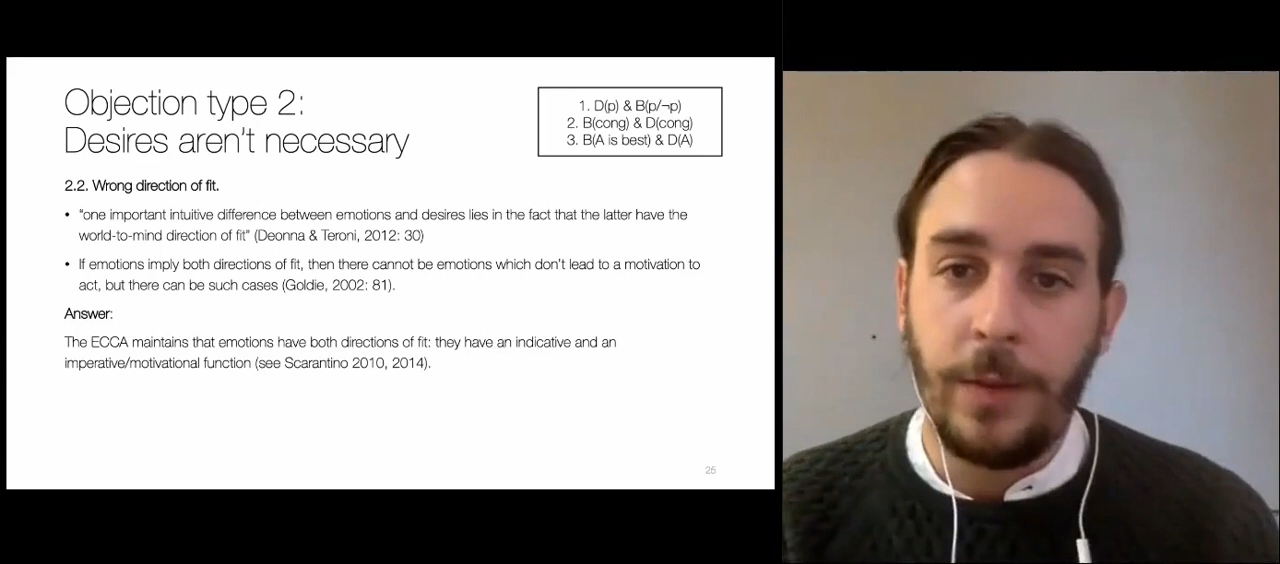 Objection type 2:
Desires aren't necessary
1. D(p) & B(p/¬p)
2. B(cong) & D(cong)
3. B(A is best) & D(A)
2.2. Wrong direction of fit.
• "one important intuitive difference between emotions and desires lies in the fact that the latter have the
world-to-mind direction of fit" (Deonna & Teroni, 2012: 30)
• If emotions imply both directions of fit, then there cannot be emotions which don't lead to a motivation to
act, but there can be such cases (Goldie, 2002: 81).
Answer:
The ECCA maintains that emotions have both directions of fit: they have an indicative and an
imperative/motivational function (see Scarantino 2010, 2014).
25